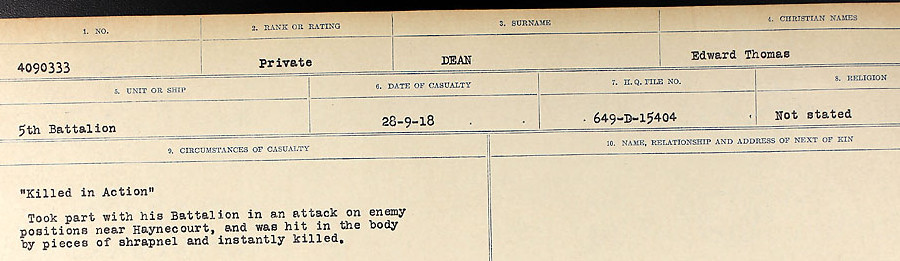 1. NO. 2. RANK OR RATING 3. SURNAME 4. CHRISTIAN NAMES
4090333 Private DEAN Edward Thomas
5. UNIT OR SHIP 6. DATE OF CASUALTY 7. H.Q. FILE NO. 8. RELIGION
5th Battalion 28-9-18 649-D-15404 Not stated
9. CIRCUMSTANCES OF CASUALTY 10. NAME, RELATIONSHIP AND ADDRESS OF NEXT OF KIN
"Killed in Action"
Took part with his Battalion in an attack on enemy
positions near Haynecourt, and was hit in the body
by pieces of shrapnel and instantly killed.